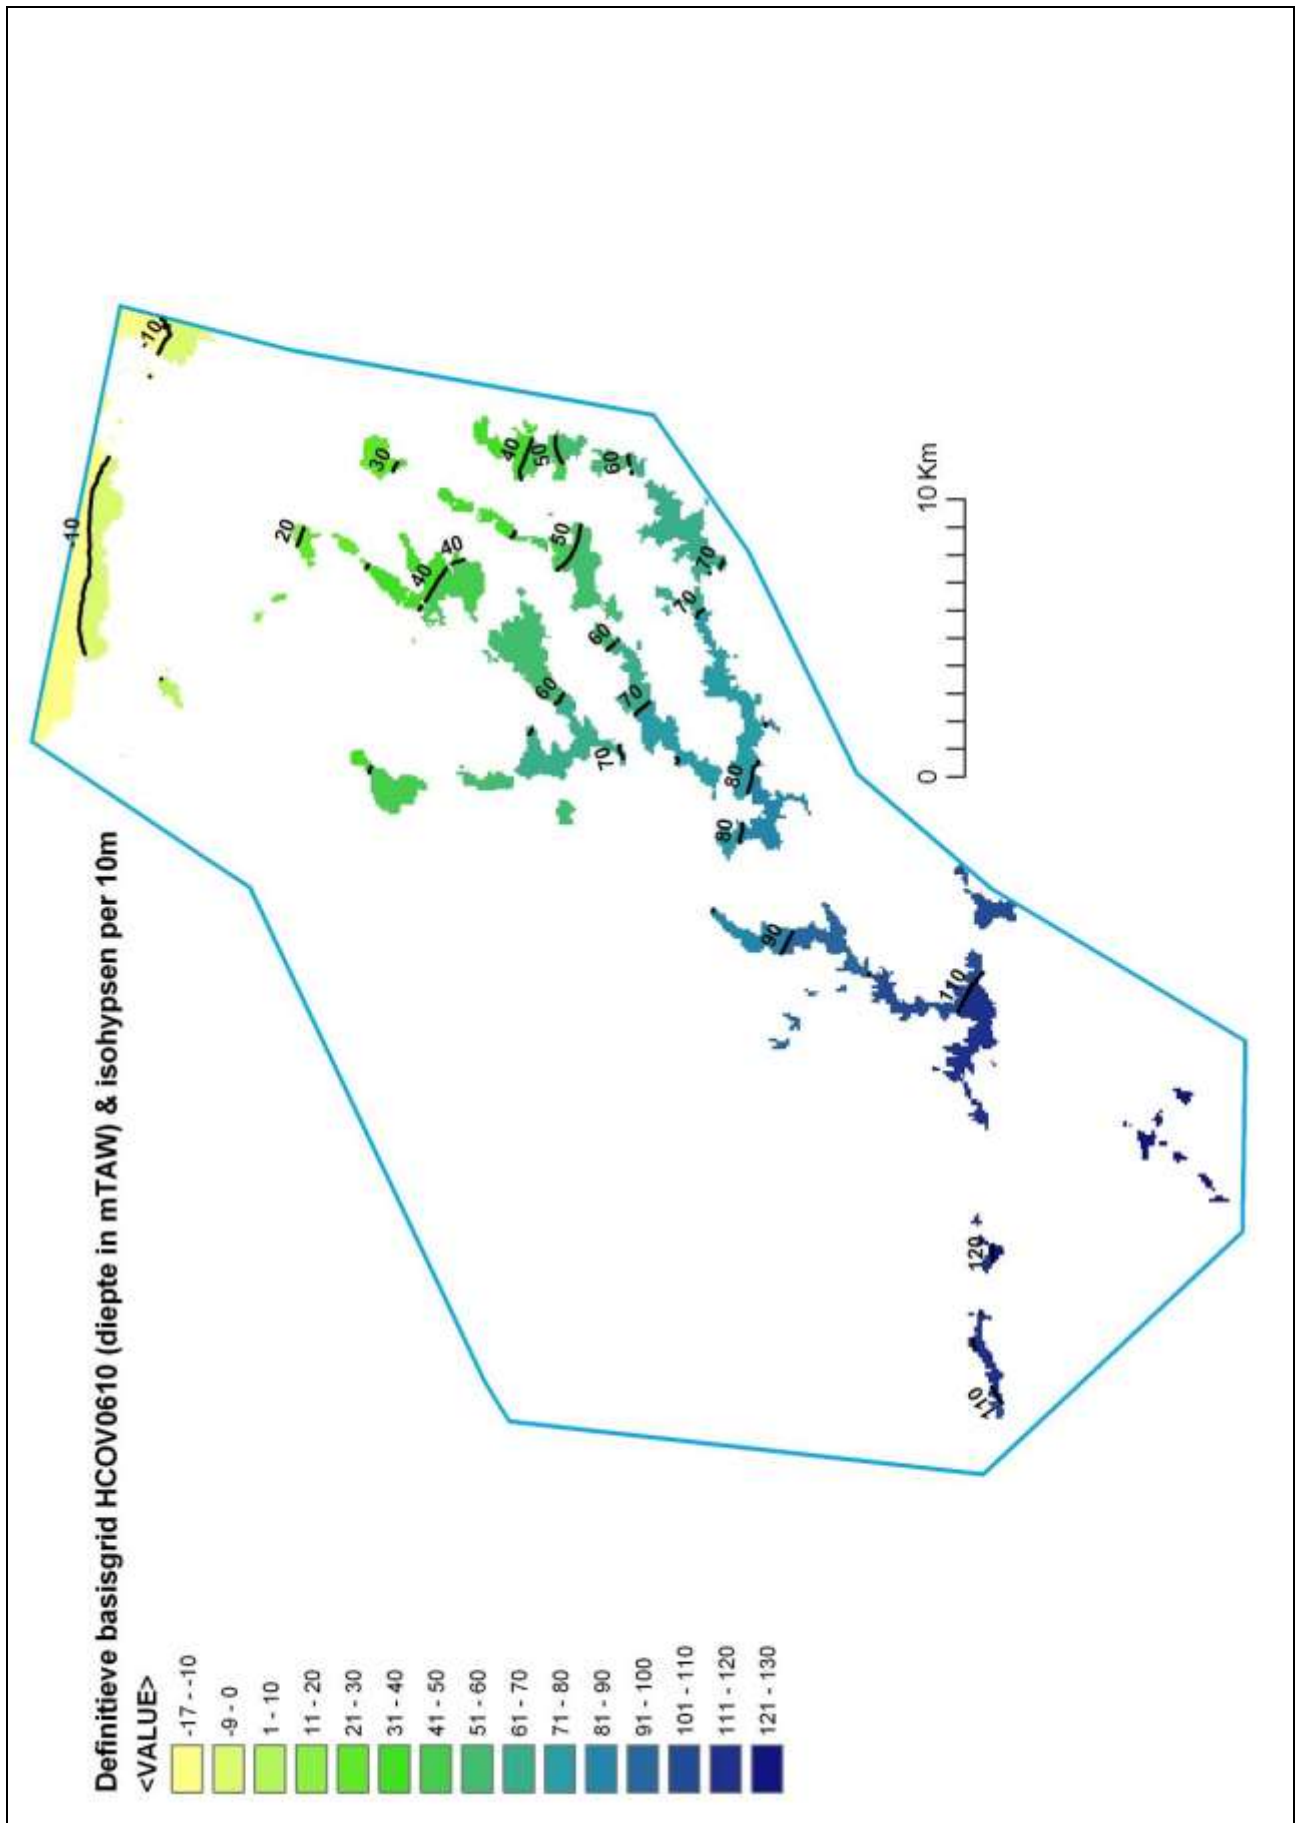 Definitieve basisgrid HCOV0610 (diepte in mTAW) & isohypsen per 10m
<VALUE>
-17 - -10
-9 - 0
1 - 10
11 - 20
21 - 30
31 - 40
41 - 50
51 - 60
61 - 70
71 - 80
81 - 90
91 - 100
101 - 110
111 - 120
121 - 130
-10
-10
20
30
40
40
40
50
50
60
60
60
70
70
70
70
80
80
90
110
120
110
0
10 Km